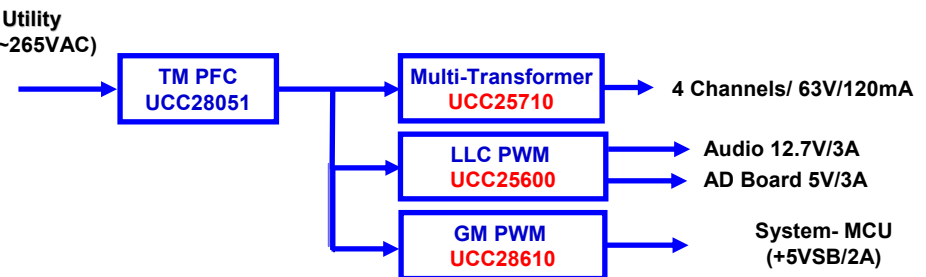 Utility
~265VAC)
TM PFC
UCC28051
Multi-Transformer
UCC25710
4 Channels/ 63V/120mA
LLC PWM
UCC25600
Audio 12.7V/3A
AD Board 5V/3A
GM PWM
UCC28610
System- MCU
(+5VSB/2A)